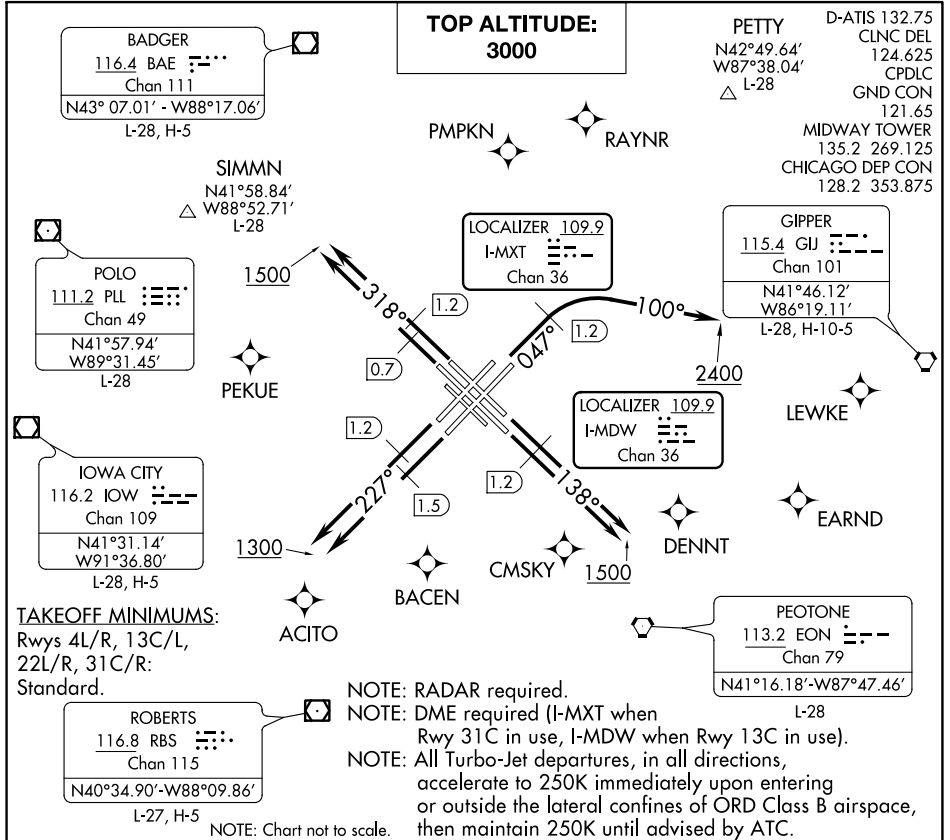 TOP ALTITUDE:
3000
BADGER
116.4 BAE
Chan 111
N43° 07.01′ - W88°17.06′
L-28, H-5
PETTY
N42°49.64′
W87°38.04′
L-28
D-ATIS 132.75
CLNC DEL
124.625
CPDLC
GND CON
121.65
MIDWAY TOWER
135.2 269.125
CHICAGO DEP CON
128.2 353.875
PMPKN
RAYNR
SIMMN
N41°58.84′
W88°52.71′
L-28
POLO
111.2 PLL
Chan 49
N41°57.94′
W89°31.45′
L-28
LOCALIZER 109.9
I-MXT
Chan 36
GIPPER
115.4 GIJ
Chan 101
N41°46.12′
W86°19.11′
L-28, H-10-5
1500
318°
1.2
0.7
047°
1.2
100°
2400
PEKUE
LEWKE
LOCALIZER 109.9
I-MDW
Chan 36
IOWA CITY
116.2 IOW
Chan 109
N41°31.14′
W91°36.80′
L-28, H-5
1.2
227°
1.5
1.2
138°
1300
1500
ACITO
BACEN
CMSKY
DENNT
EARND
TAKEOFF MINIMUMS:
Rwys 4L/R, 13C/L,
22L/R, 31C/R:
Standard.
PEOTONE
113.2 EON
Chan 79
N41°16.18′-W87°47.46′
L-28
ROBERTS
116.8 RBS
Chan 115
N40°34.90′-W88°09.86′
L-27, H-5
NOTE: RADAR required.
NOTE: DME required (I-MXT when
Rwy 31C in use, I-MDW when Rwy 13C in use).
NOTE: All Turbo-Jet departures, in all directions,
accelerate to 250K immediately upon entering
or outside the lateral confines of ORD Class B airspace,
then maintain 250K until advised by ATC.
NOTE: Chart not to scale.